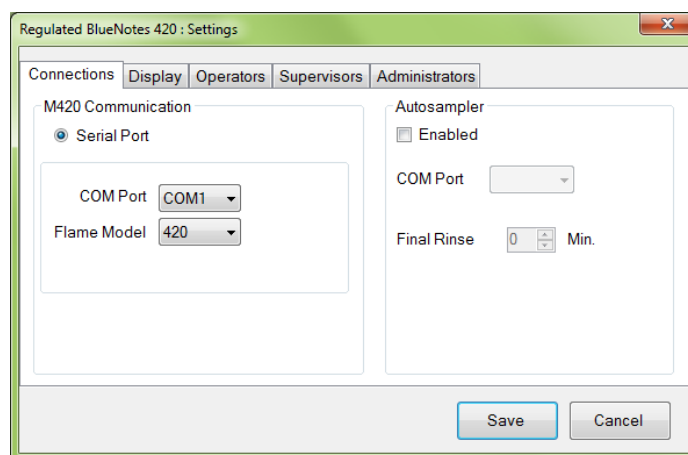 Regulated BlueNotes 420 : Settings
x
Connections Display Operators Supervisors Administrators
M420 Communication
Serial Port
COM Port COM1
Flame Model 420
Autosampler
Enabled
COM Port
Final Rinse 0 Min.
Save Cancel